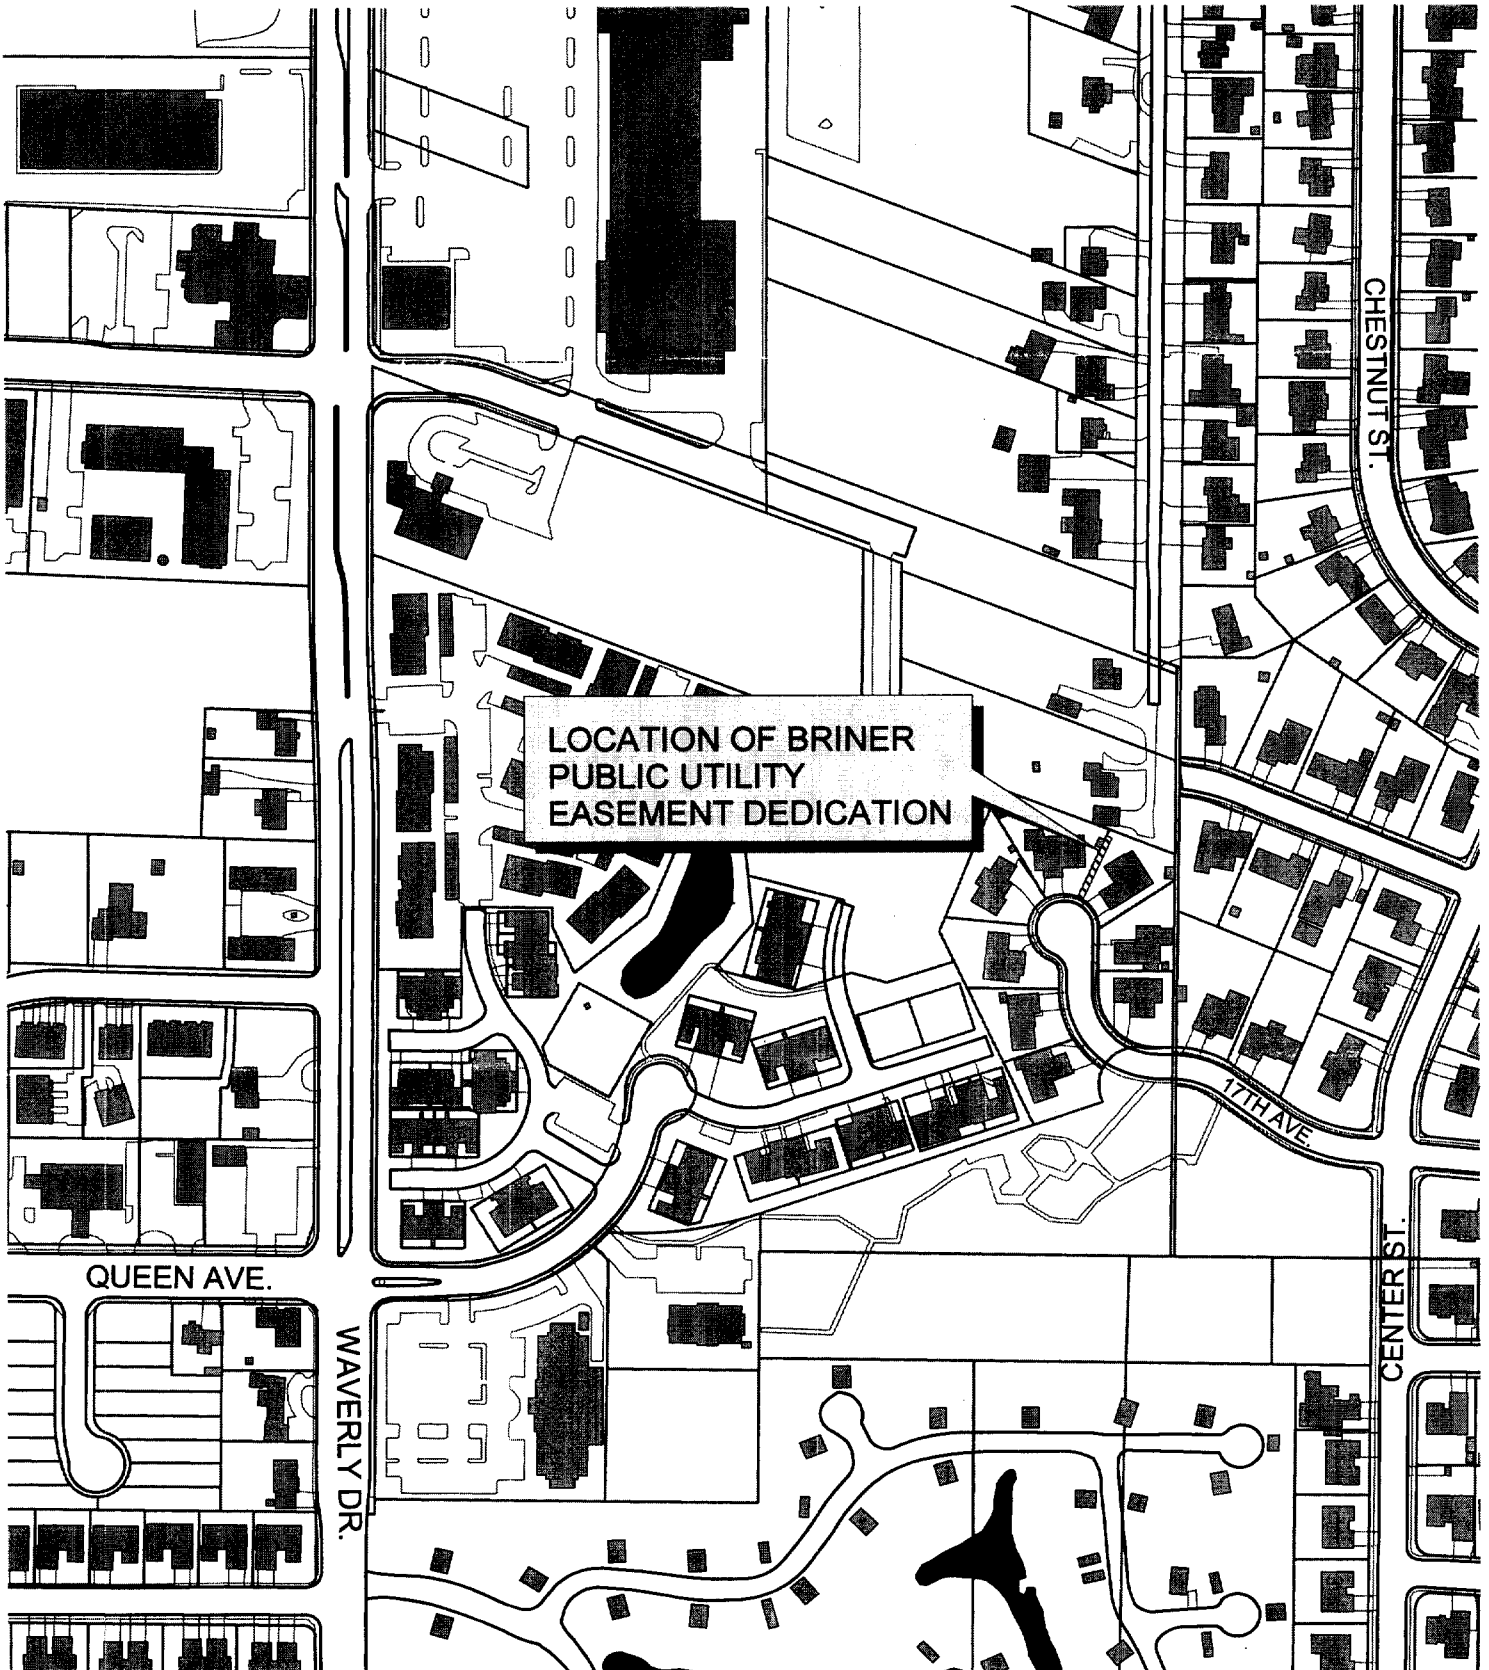 CHESTNUT ST.
LOCATION OF BRINER
PUBLIC UTILITY
EASEMENT DEDICATION
17TH AVE.
QUEEN AVE.
CENTER ST.
WAVERLY DR.